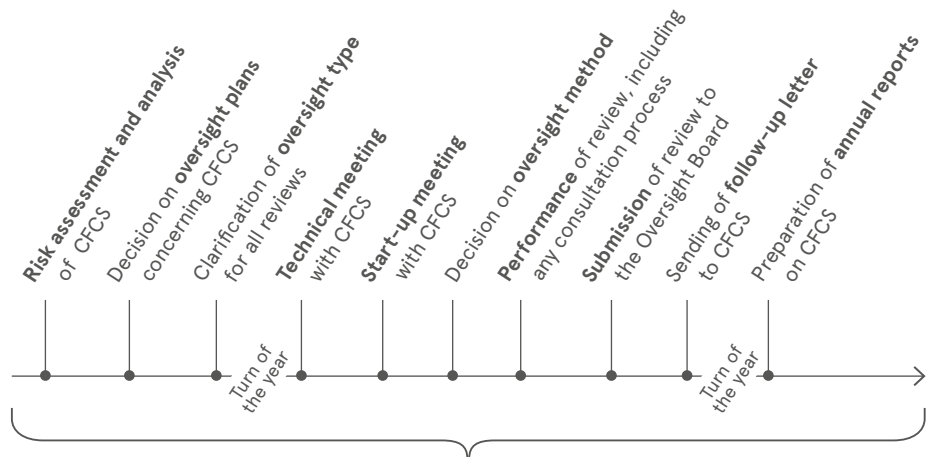 Risk assessment and analysis
of CFCS
Decision on oversight plans
concerning CFCS
Clarification of oversight type
for all reviews
Turn of
the year
Technical meeting
with CFCS
Start-up meeting
with CFCS
Decision on oversight method
Performance of review, including
any consultation process
Submission of review to
the Oversight Board
Sending of follow-up letter
to CFCS
Turn of
the year
Preparation of annual reports
on CFCS